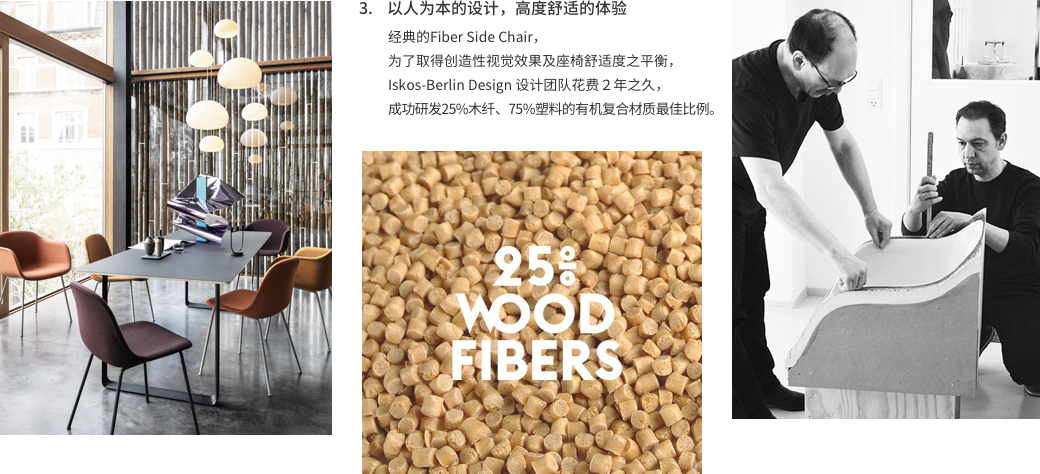 3. 以人为本的设计，高度舒适的体验
经典的Fiber Side Chair，
为了取得创造性视觉效果及座椅舒适度之平衡，
Iskos-Berlin Design 设计团队花费 2 年之久，
成功研发25%木纤、75%塑料的有机复合材质最佳比例。
25%
WOOD
FIBERS